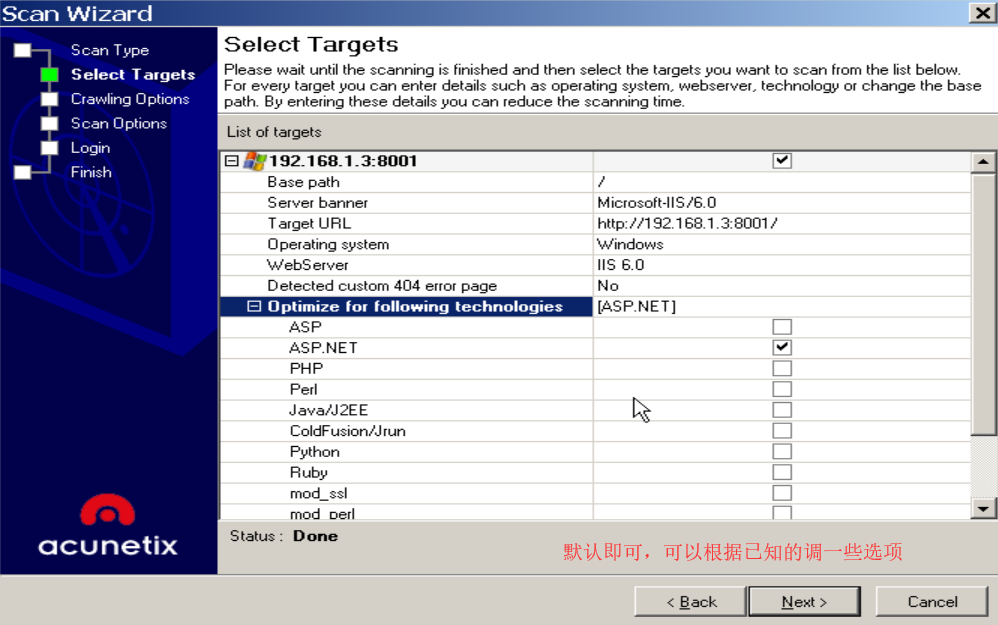 Scan Wizard
Scan Type
Select Targets
Crawling Options
Scan Options
Login
Finish
acunetix
Select Targets
Please wait until the scanning is finished and then select the targets you want to scan from the list below.
For every target you can enter details such as operating system, webserver, technology or change the base
path. By entering these details you can reduce the scanning time.
List of targets
192.168.1.3:8001
Base path /
Server banner Microsoft-IIS/6.0
Target URL http://192.168.1.3:8001/
Operating system Windows
WebServer IIS 6.0
Detected custom 404 error page No
Optimize for following technologies [ASP.NET]
ASP
ASP.NET
PHP
Perl
Java/J2EE
ColdFusion/Jrun
Python
Ruby
mod_ssl
mod_perl
Status : Done
默认即可，可以根据已知的调一些选项
< Back Next > Cancel